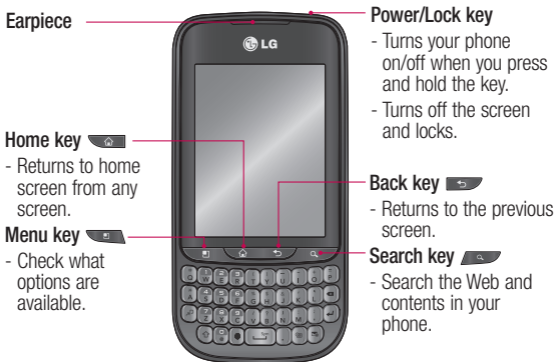 Earpiece
LG
Home key
- Returns to home
screen from any
screen.
Menu key
- Check what
options are
available.
Power/Lock key
- Turns your phone
on/off when you press
and hold the key.
- Turns off the screen
and locks.
Back key
- Returns to the previous
screen.
Search key
- Search the Web and
contents in your
phone.